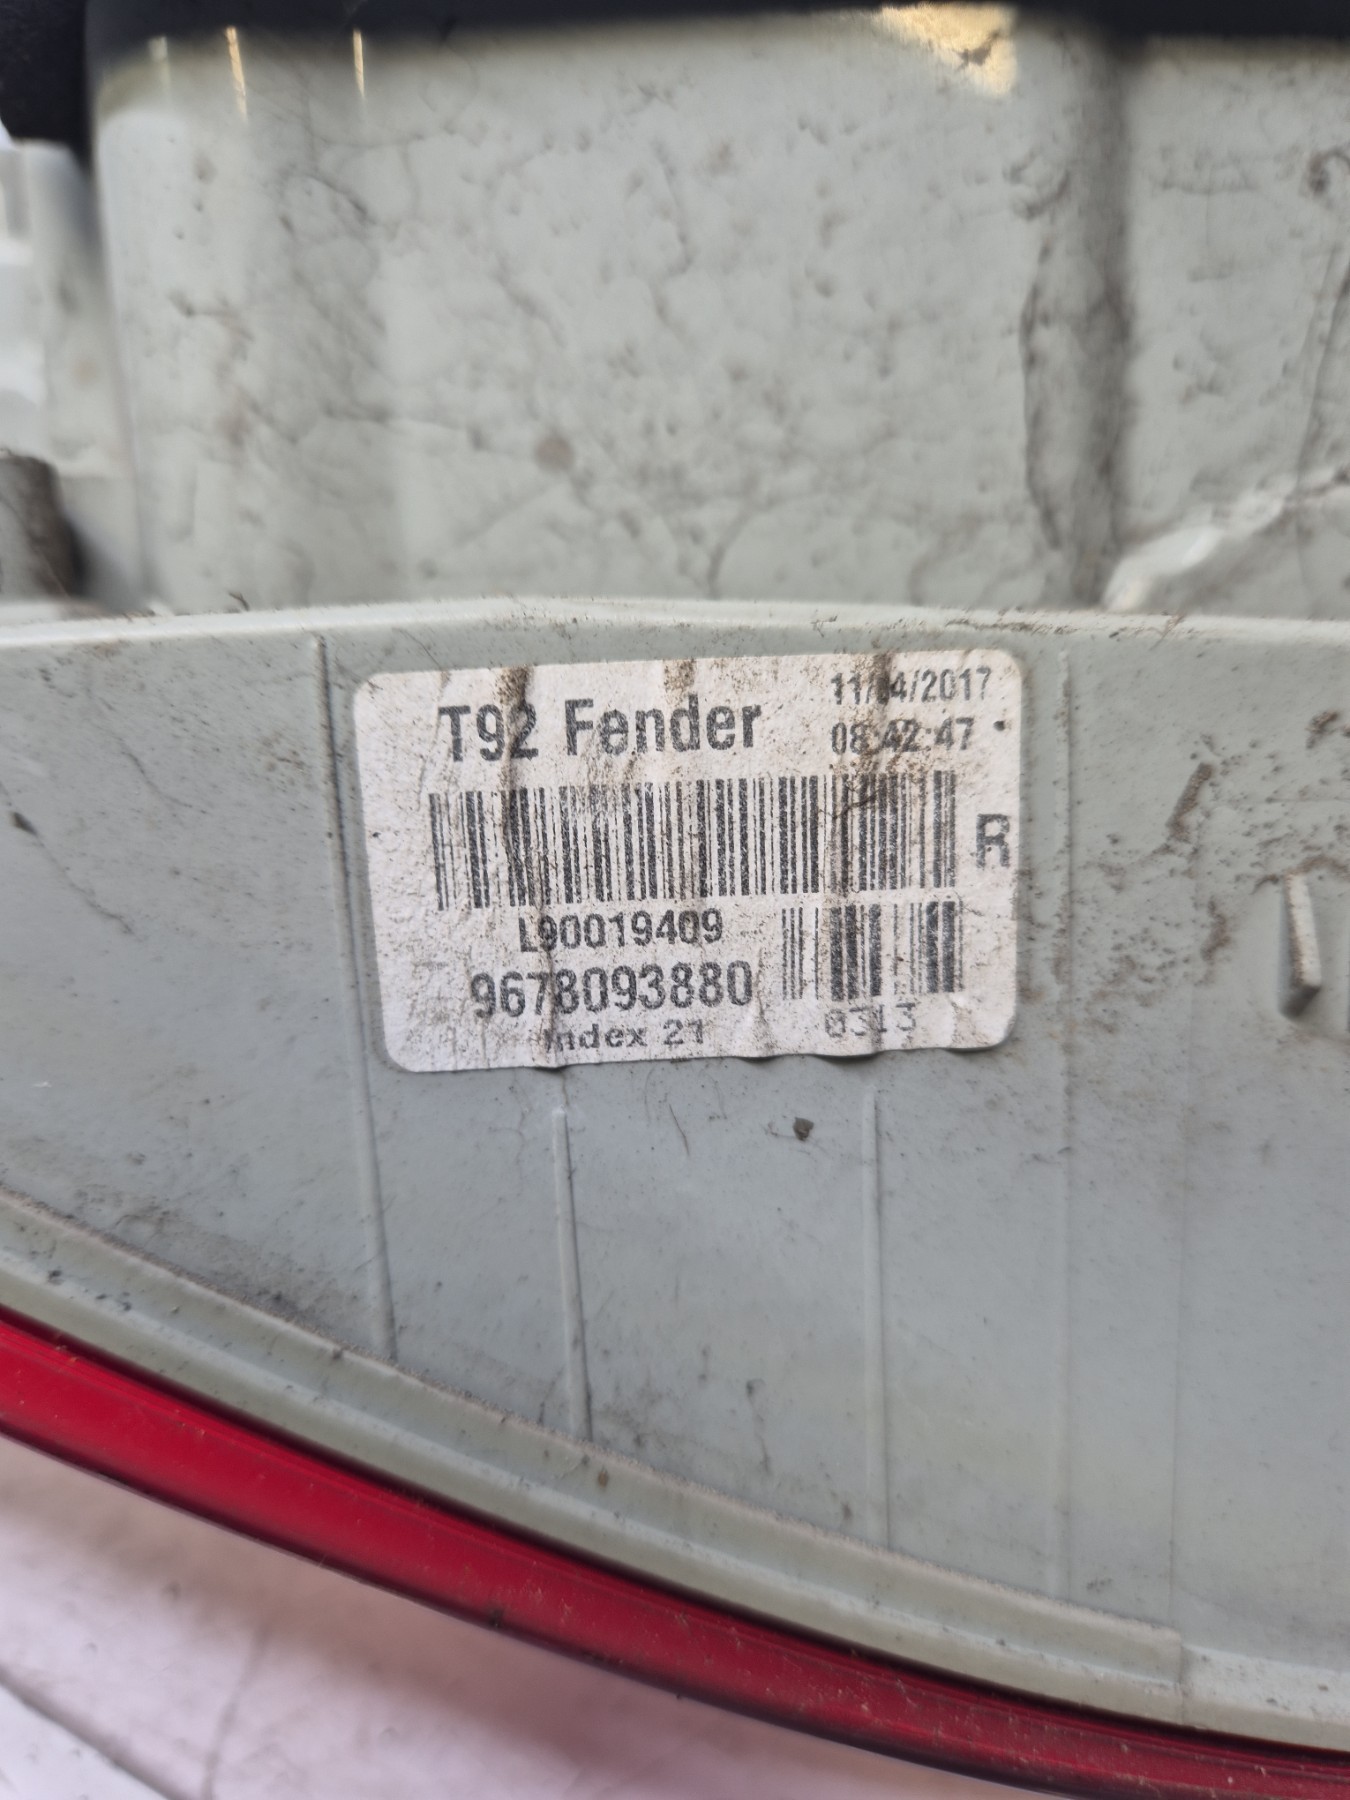 T92 Fender
11/04/2017
08:42:47
R
L90019409
9678093880
Index 21
0313